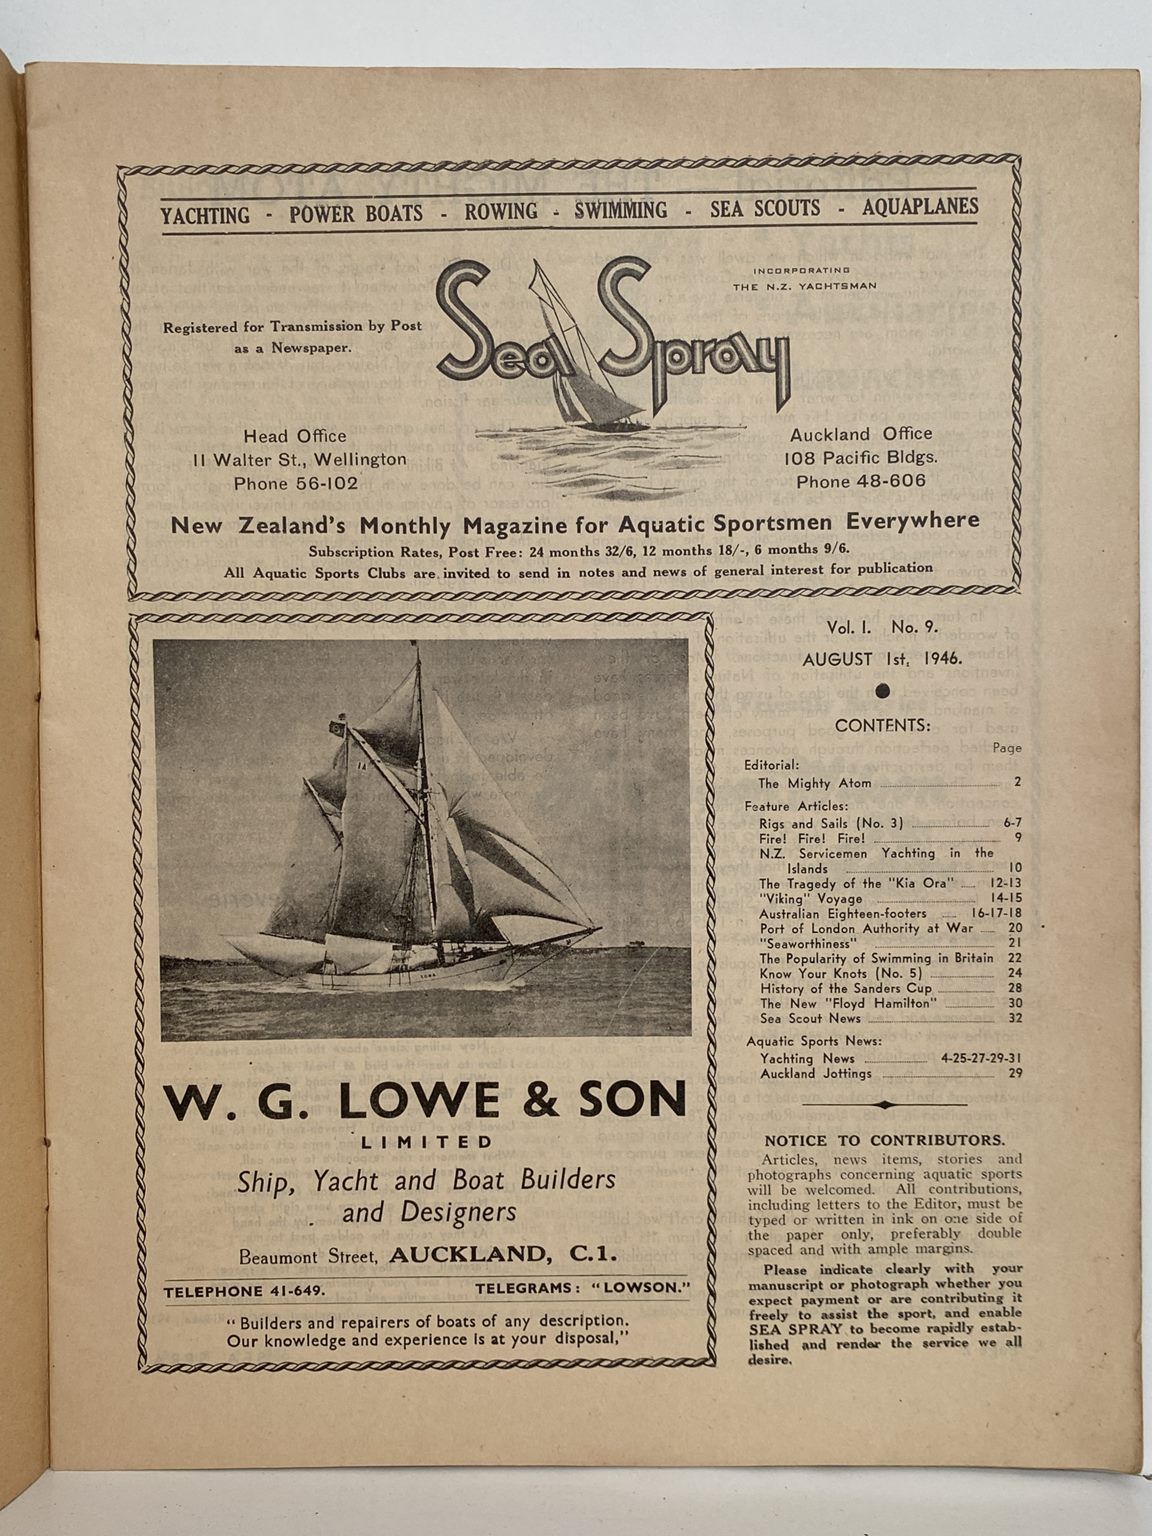 YACHTING - POWER BOATS - ROWING - SWIMMING - SEA SCOUTS - AQUAPLANES
INCORPORATING
THE N.Z. YACHTSMAN
Sea Spray
Registered for Transmission by Post
as a Newspaper.
Head Office
11 Walter St., Wellington
Phone 56-102
Auckland Office
108 Pacific Bldgs.
Phone 48-606
New Zealand's Monthly Magazine for Aquatic Sportsmen Everywhere
Subscription Rates, Post Free: 24 months 32/6, 12 months 18/-, 6 months 9/6.
All Aquatic Sports Clubs are invited to send in notes and news of general interest for publication
W. G. LOWE & SON
LIMITED
Ship, Yacht and Boat Builders
and Designers
Beaumont Street, AUCKLAND, C.1.
TELEPHONE 41-649. TELEGRAMS: "LOWSON."
"Builders and repairers of boats of any description.
Our knowledge and experience is at your disposal,"
Vol. 1. No. 9.
AUGUST 1st, 1946.
CONTENTS:
Page
Editorial:
The Mighty Atom 2
Feature Articles:
Rigs and Sails (No. 3) 6-7
Fire! Fire! Fire! 9
N.Z. Servicemen Yachting in the
Islands 10
The Tragedy of the "Kia Ora" 12-13
"Viking" Voyage 14-15
Australian Eighteen-footers 16-17-18
Port of London Authority at War 20
"Seaworthiness" 21
The Popularity of Swimming in Britain 22
Know Your Knots (No. 5) 24
History of the Sanders Cup 28
The New "Floyd Hamilton" 30
Sea Scout News 32
Aquatic Sports News:
Yachting News 4-25-27-29-31
Auckland Jottings 29
NOTICE TO CONTRIBUTORS.
Articles, news items, stories and
photographs concerning aquatic sports
will be welcomed. All contributions,
including letters to the Editor, must be
typed or written in ink on one side of
the paper only, preferably double
spaced and with ample margins.
Please indicate clearly with your
manuscript or photograph whether you
expect payment or are contributing it
freely to assist the sport, and enable
SEA SPRAY to become rapidly estab-
lished and render the service we all
desire.